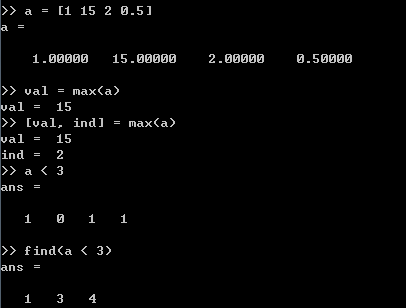 >> a = [1 15 2 0.5]
a =
1.00000 15.00000 2.00000 0.50000
>> val = max(a)
val = 15
>> [val, ind] = max(a)
val = 15
ind = 2
>> a < 3
ans =
1 0 1 1
>> find(a < 3)
ans =
1 3 4